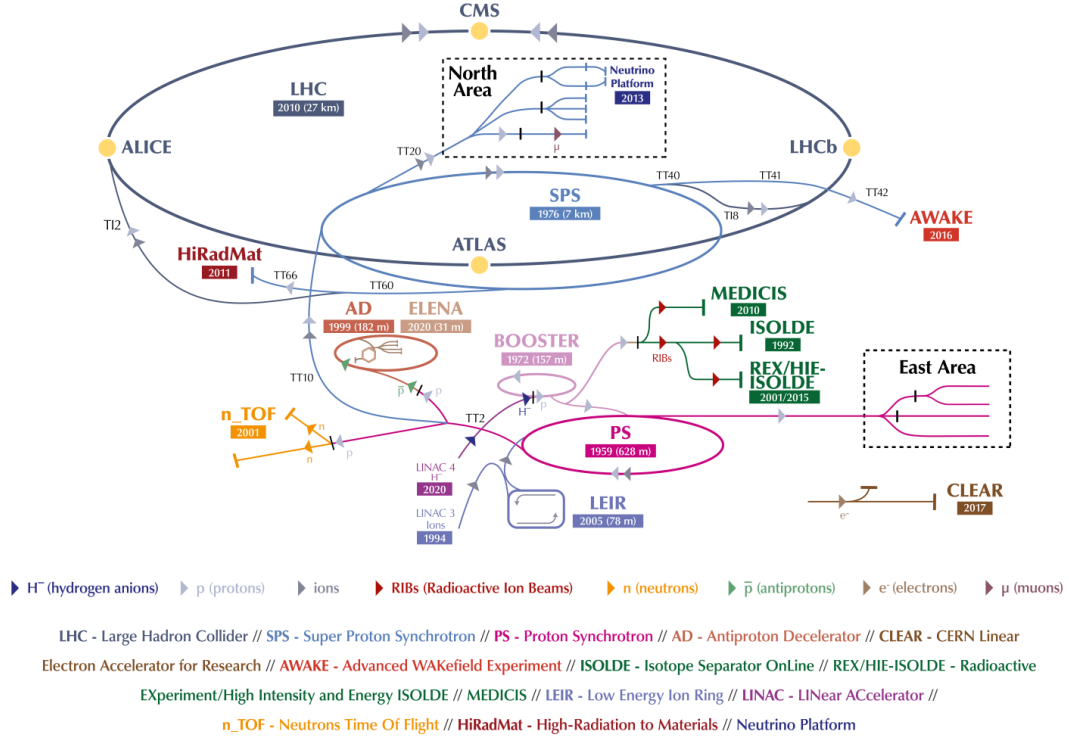 CMS
North
Area
Neutrino
Platform
2013
LHC
2010 (27 km)
ALICE
LHCb
TT20
μ
TT40
TT41
TT42
SPS
1976 (7 km)
TI8
AWAKE
2016
TI2
ATLAS
HiRadMat
2011
TT66
TT60
MEDICIS
2010
AD
1999 (182 m)
ELENA
2020 (31 m)
BOOSTER
1972 (157 m)
ISOLDE
1992
RIBs
REX/HIE-
ISOLDE
2001/2015
East Area
TT10
p̅
p
TT2
H⁻
p
n_TOF
2001
n
n
p
PS
1959 (628 m)
LINAC 4
H⁻
2020
LEIR
2005 (78 m)
LINAC 3
Ions
1994
CLEAR
2017
e⁻
H⁻ (hydrogen anions)
p (protons)
ions
RIBs (Radioactive Ion Beams)
n (neutrons)
p̅ (antiprotons)
e⁻ (electrons)
μ (muons)
LHC - Large Hadron Collider // SPS - Super Proton Synchrotron // PS - Proton Synchrotron // AD - Antiproton Decelerator // CLEAR - CERN Linear
Electron Accelerator for Research // AWAKE - Advanced WAKefield Experiment // ISOLDE - Isotope Separator OnLine // REX/HIE-ISOLDE - Radioactive
EXperiment/High Intensity and Energy ISOLDE // MEDICIS // LEIR - Low Energy Ion Ring // LINAC - LINear ACcelerator //
n_TOF - Neutrons Time Of Flight // HiRadMat - High-Radiation to Materials // Neutrino Platform